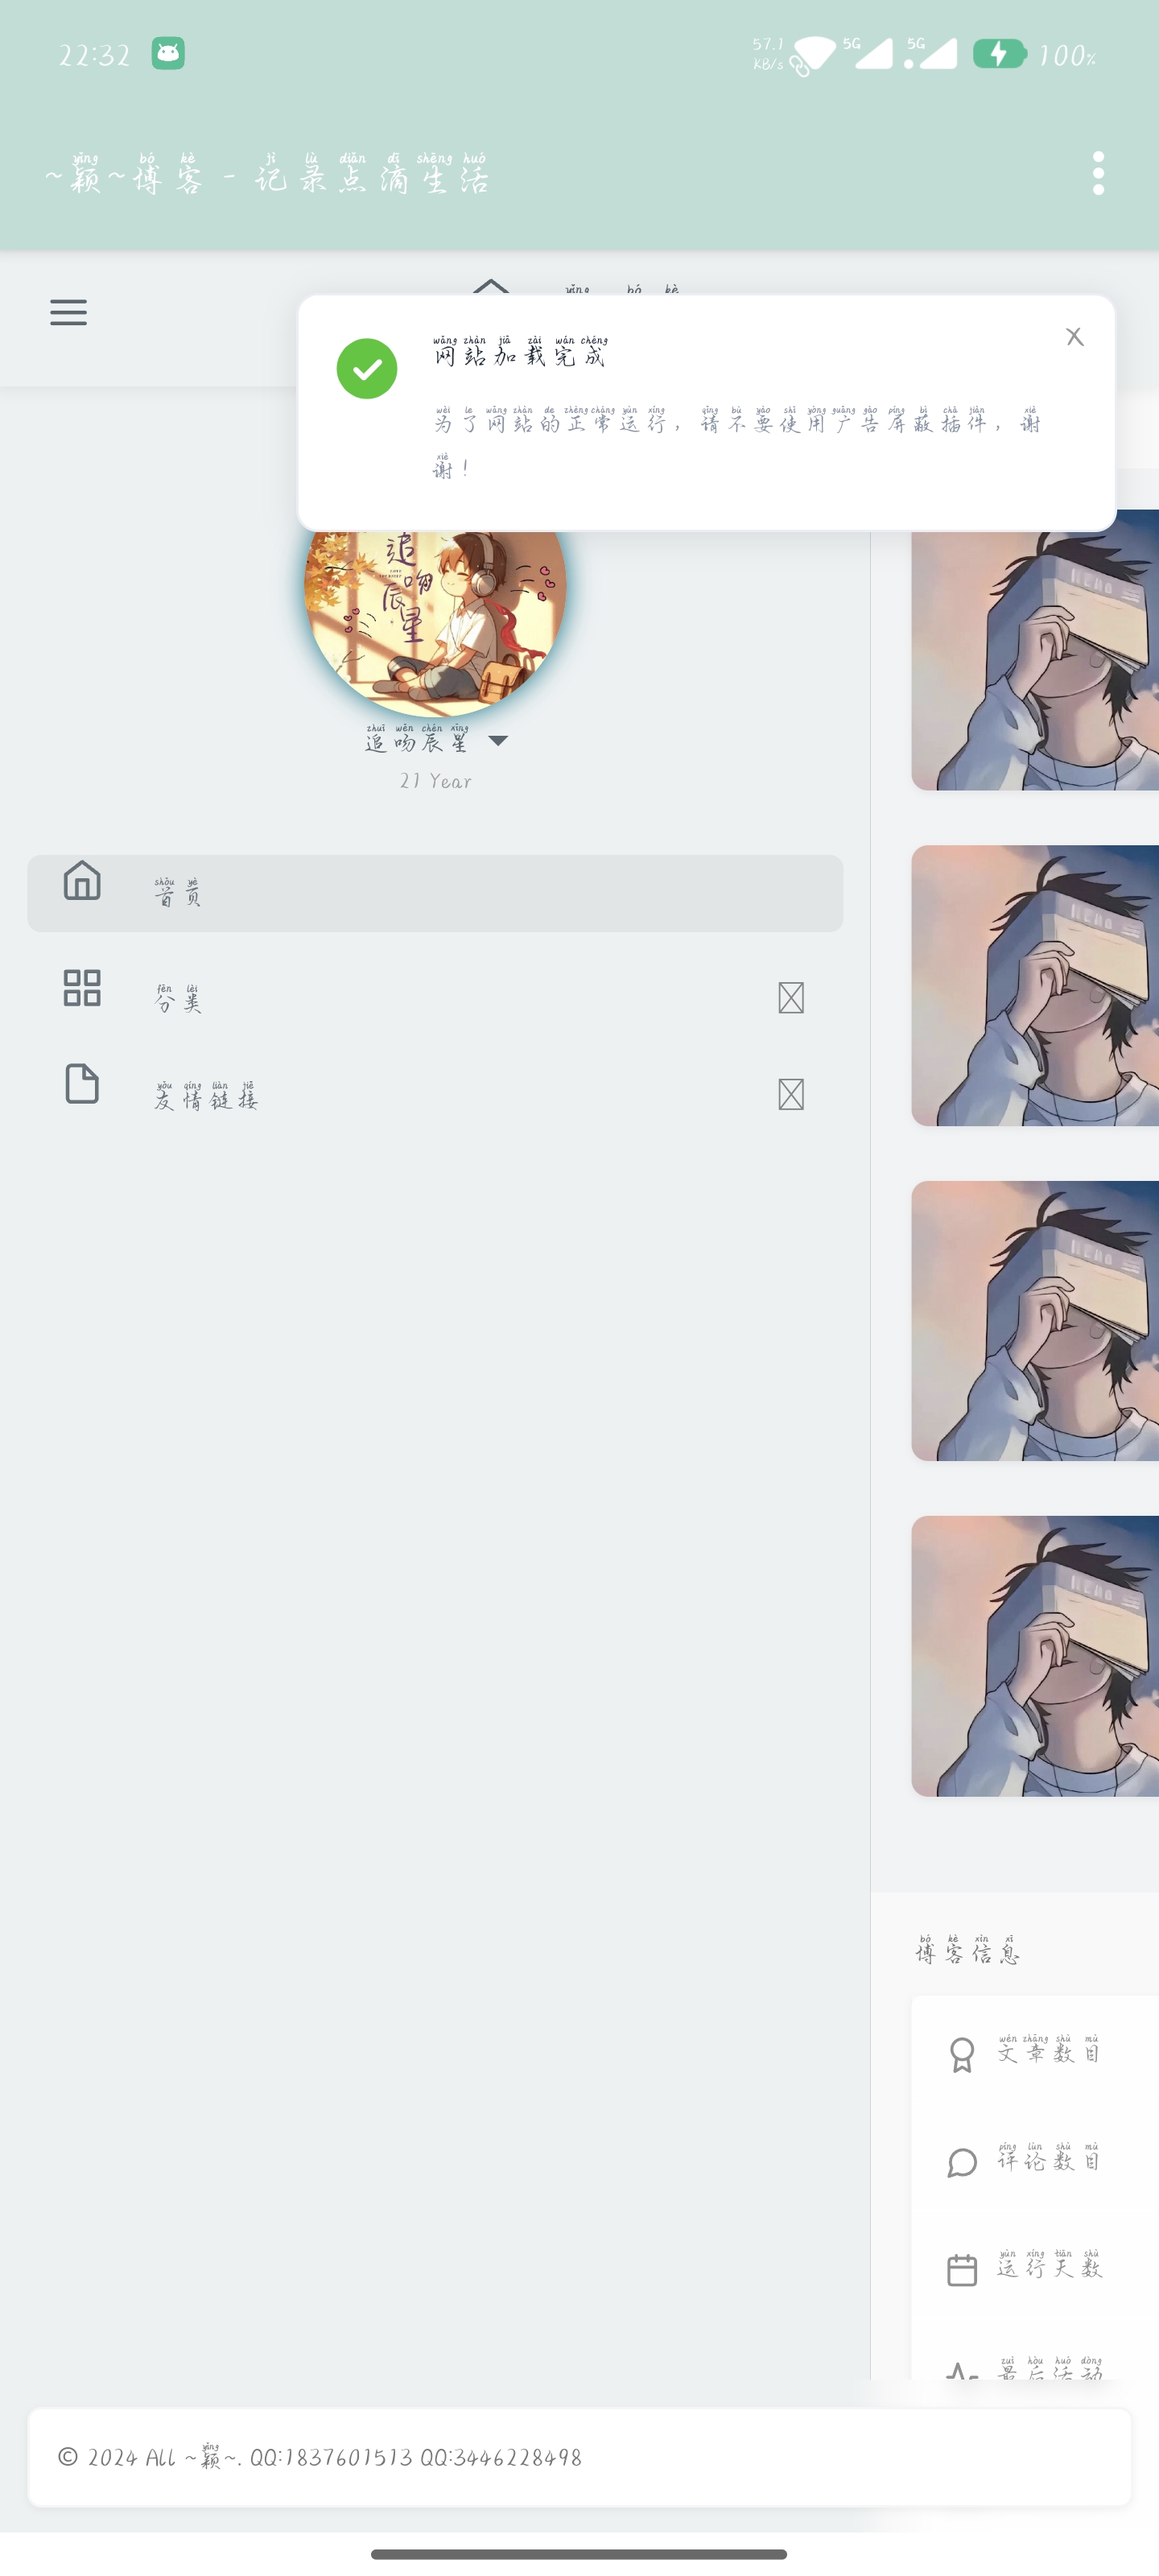 22:32 57.1 KB/s 5G 5G 100%
~颖~博客 - 记录点滴生活
颖 博 客
网站加载完成 X
为了网站的正常运行，请不要使用广告屏蔽插件，谢
谢！
追吻辰星
追吻辰星
21 Year
首页
分类
友情链接
博客信息
文章数目
评论数目
运行天数
最后活动
© 2024 All ~颖~. QQ:1837601513 QQ:3446228498